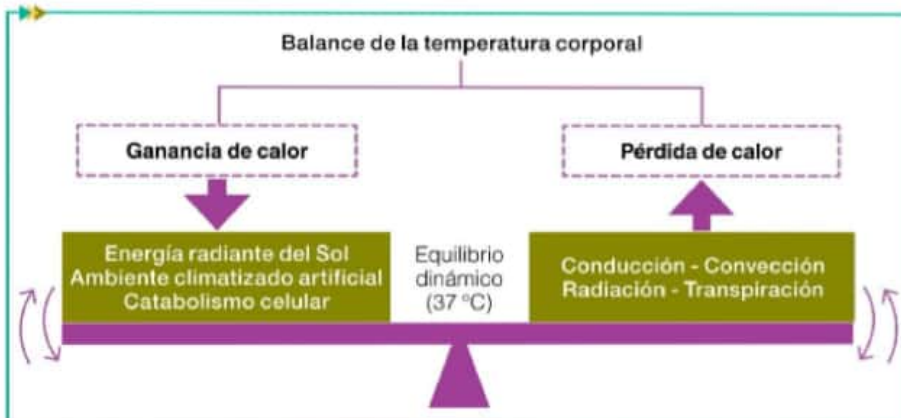 Balance de la temperatura corporal
Ganancia de calor
Pérdida de calor
Energía radiante del Sol
Ambiente climatizado artificial
Catabolismo celular
Equilibrio
dinámico
(37 °C)
Conducción - Convección
Radiación - Transpiración